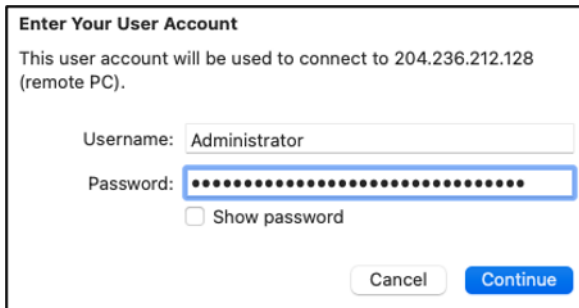 Enter Your User Account
This user account will be used to connect to 204.236.212.128
(remote PC).
Username: Administrator
Password: ••••••••••••••••••••••••••••••••
Show password
Cancel Continue